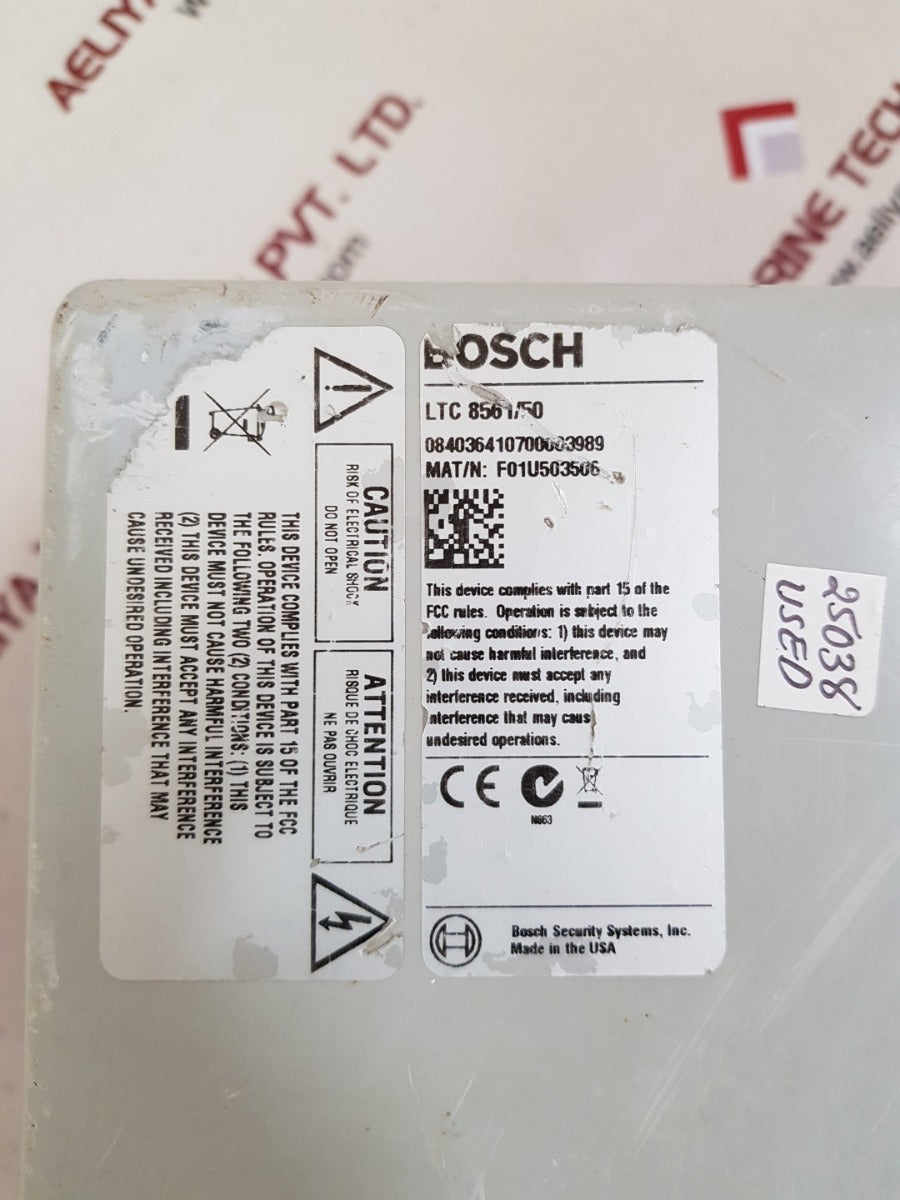 AELIYA
PVT. LTD.
.com
RINE TECH
www.aeliya
BOSCH
LTC 8561/50
084036410700003989
MAT/N: F01U503506
This device complies with part 15 of the
FCC rules. Operation is subject to the
following conditions: 1) this device may
not cause harmful interference, and
2) this device must accept any
interference received, including
interference that may cause
undesired operations.
CE
N663
Bosch Security Systems, Inc.
Made in the USA
CAUTION
RISK OF ELECTRICAL SHOCK
DO NOT OPEN
ATTENTION
RISQUE DE CHOC ELECTRIQUE
NE PAS OUVRIR
THIS DEVICE COMPLIES WITH PART 15 OF THE FCC
RULES. OPERATION OF THIS DEVICE IS SUBJECT TO
THE FOLLOWING TWO (2) CONDITIONS: (1) THIS
DEVICE MUST NOT CAUSE HARMFUL INTERFERENCE
(2) THIS DEVICE MUST ACCEPT ANY INTERFERENCE
RECEIVED INCLUDING INTERFERENCE THAT MAY
CAUSE UNDESIRED OPERATION.
25038
USED